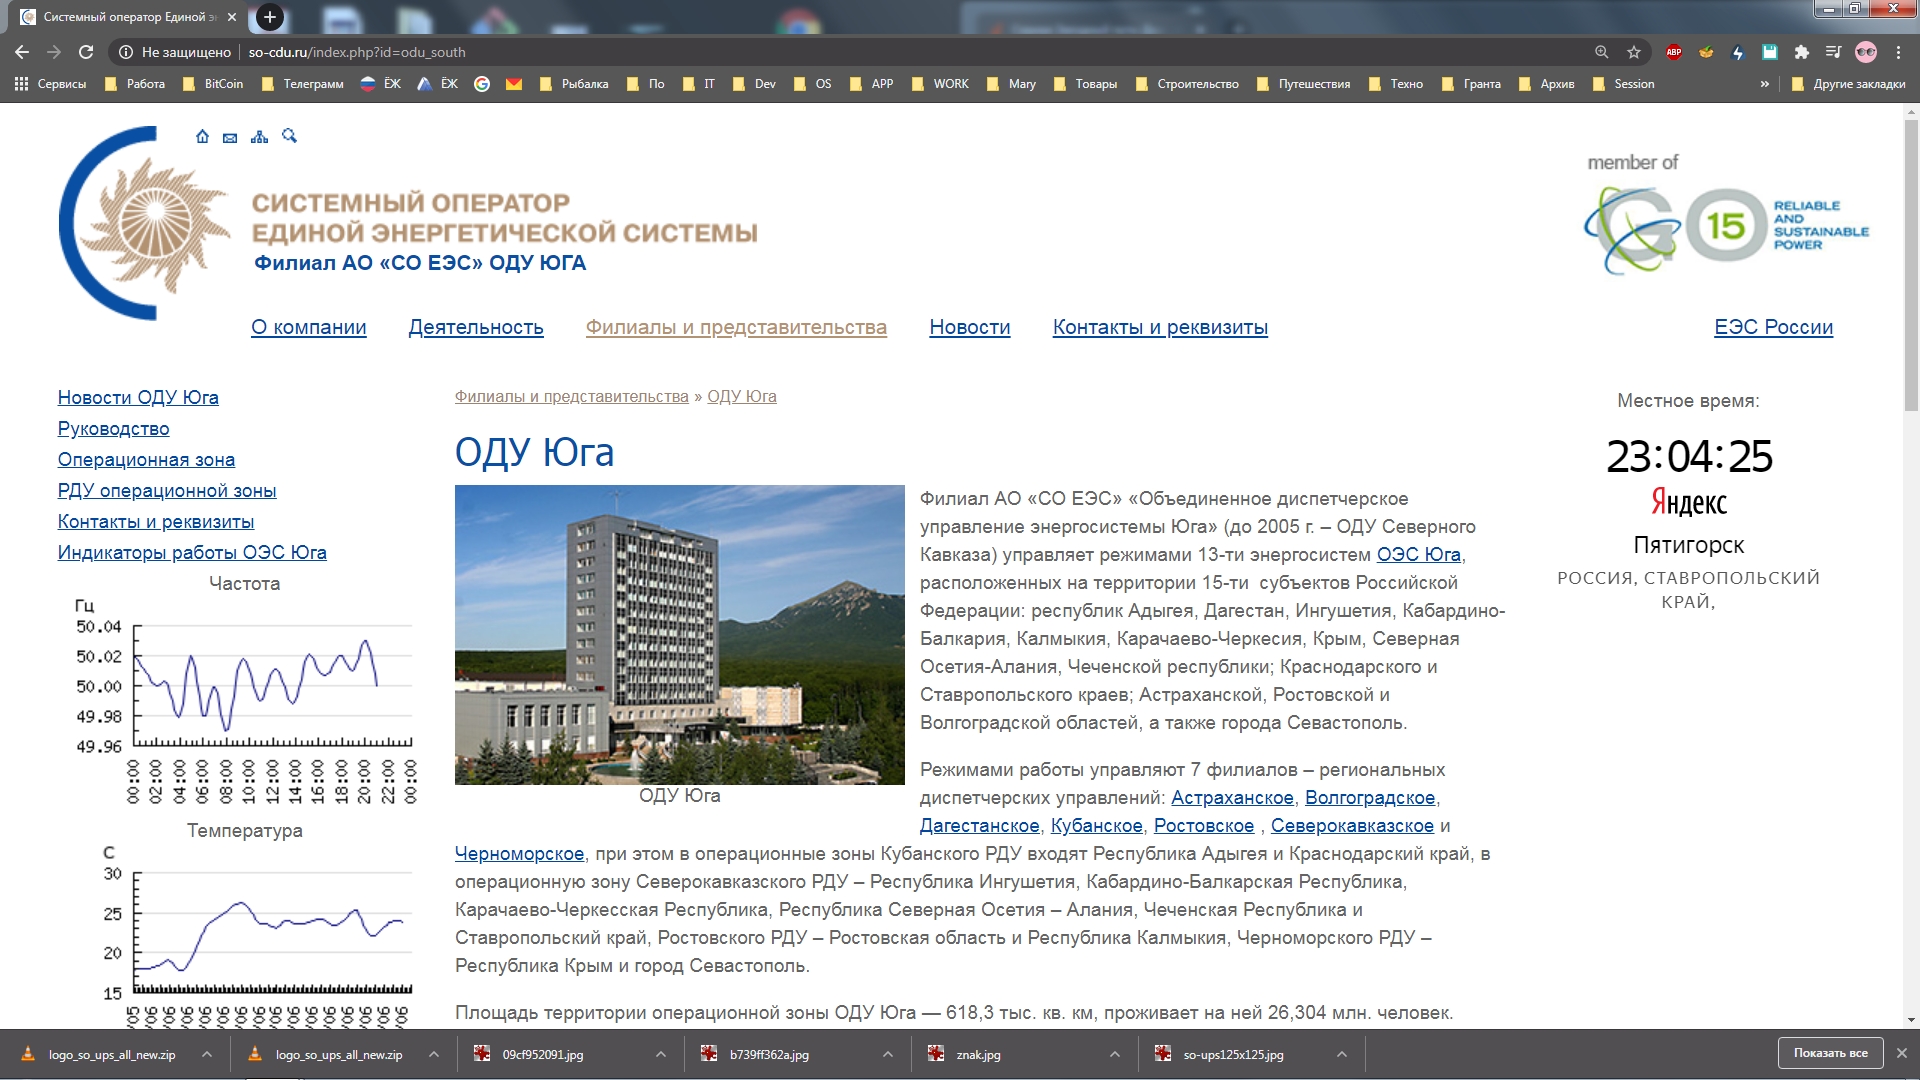 Системный оператор Единой э
Не защищено
so-cdu.ru/index.php?id=odu_south
ABP
Сервисы
Работа
BitCoin
Телеграмм
ЁЖ
ЁЖ
Рыбалка
По
IT
Dev
OS
APP
WORK
Mary
Товары
Строительство
Путешествия
Техно
Гранта
Архив
Session
»
Другие закладки
СИСТЕМНЫЙ ОПЕРАТОР
ЕДИНОЙ ЭНЕРГЕТИЧЕСКОЙ СИСТЕМЫ
Филиал АО «СО ЕЭС» ОДУ ЮГА
member of
GO 15
RELIABLE
AND
SUSTAINABLE
POWER
О компании
Деятельность
Филиалы и представительства
Новости
Контакты и реквизиты
ЕЭС России
Новости ОДУ Юга
Руководство
Операционная зона
РДУ операционной зоны
Контакты и реквизиты
Индикаторы работы ОЭС Юга
Частота
Гц
50.04
50.02
50.00
49.98
49.96
00:00
02:00
04:00
06:00
08:00
10:00
12:00
14:00
16:00
18:00
20:00
22:00
00:00
Температура
C
30
25
20
15
Филиалы и представительства » ОДУ Юга
ОДУ Юга
ОДУ Юга
Филиал АО «СО ЕЭС» «Объединенное диспетчерское
управление энергосистемы Юга» (до 2005 г. – ОДУ Северного
Кавказа) управляет режимами 13-ти энергосистем ОЭС Юга,
расположенных на территории 15-ти субъектов Российской
Федерации: республик Адыгея, Дагестан, Ингушетия, Кабардино-
Балкария, Калмыкия, Карачаево-Черкесия, Крым, Северная
Осетия-Алания, Чеченской республики; Краснодарского и
Ставропольского краев; Астраханской, Ростовской и
Волгоградской областей, а также города Севастополь.
Режимами работы управляют 7 филиалов – региональных
диспетчерских управлений: Астраханское, Волгоградское,
Дагестанское, Кубанское, Ростовское , Северокавказское и
Черноморское, при этом в операционные зоны Кубанского РДУ входят Республика Адыгея и Краснодарский край, в
операционную зону Северокавказского РДУ – Республика Ингушетия, Кабардино-Балкарская Республика,
Карачаево-Черкесская Республика, Республика Северная Осетия – Алания, Чеченская Республика и
Ставропольский край, Ростовского РДУ – Ростовская область и Республика Калмыкия, Черноморского РДУ –
Республика Крым и город Севастополь.
Площадь территории операционной зоны ОДУ Юга — 618,3 тыс. кв. км, проживает на ней 26,304 млн. человек.
Местное время:
23:04:25
Яндекс
Пятигорск
РОССИЯ, СТАВРОПОЛЬСКИЙ
КРАЙ,
logo_so_ups_all_new.zip
logo_so_ups_all_new.zip
09cf952091.jpg
b739ff362a.jpg
znak.jpg
so-ups125x125.jpg
Показать все